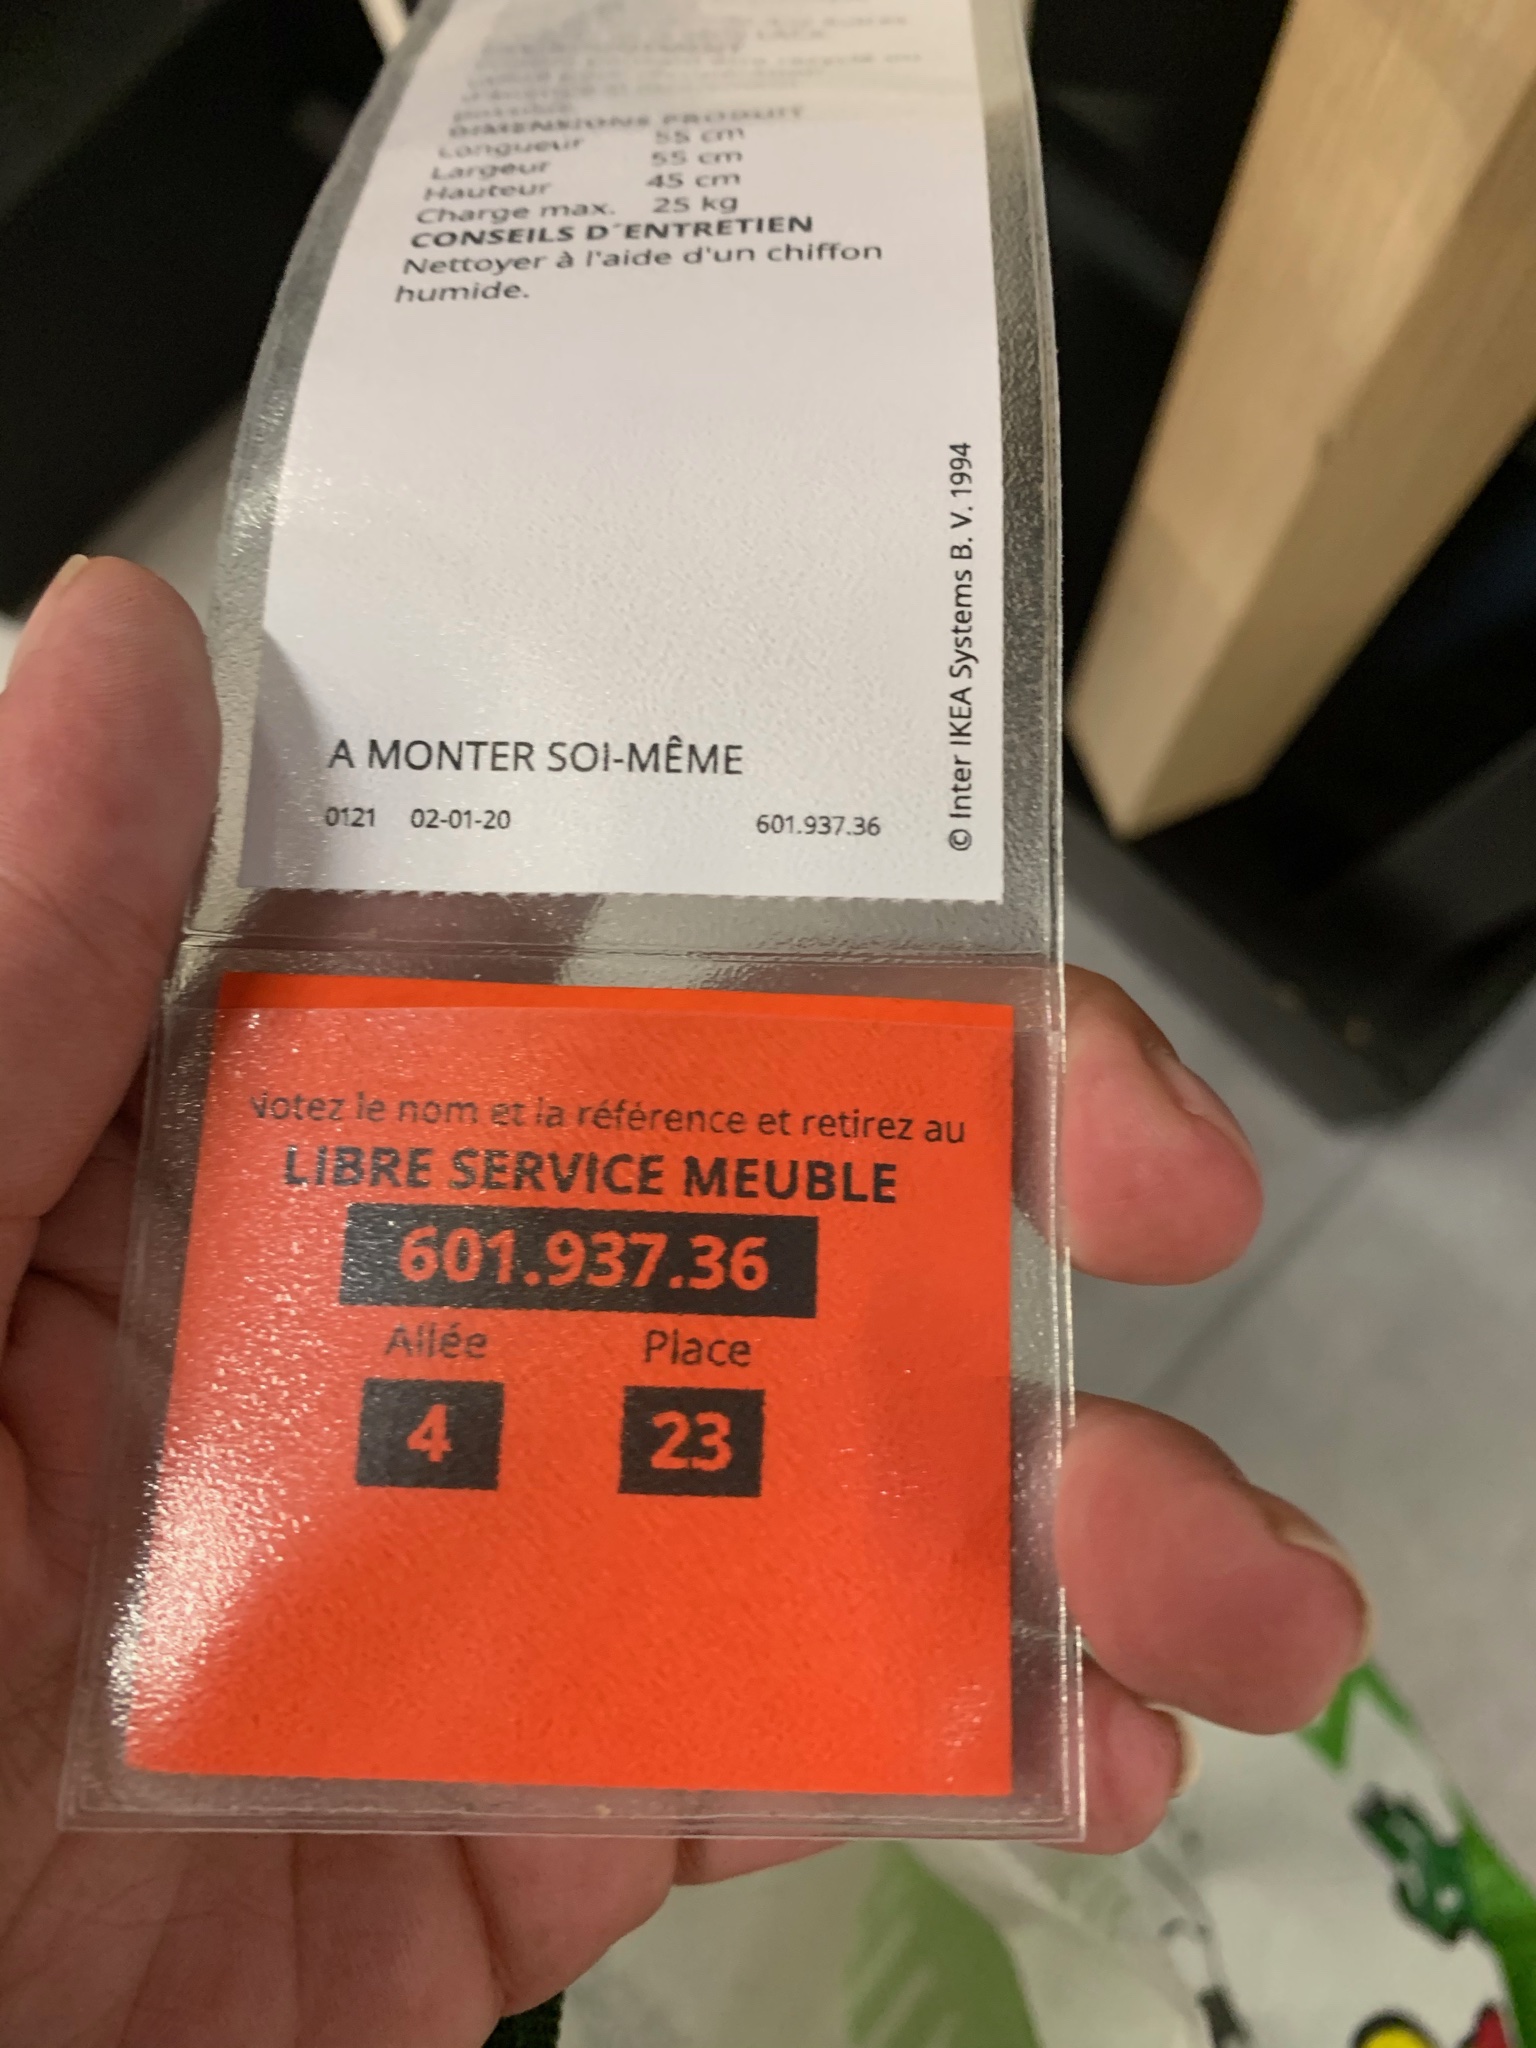 LACK
DIMENSIONS PRODUIT
Longueur 55 cm
Largeur 55 cm
Hauteur 45 cm
Charge max. 25 kg
CONSEILS D´ENTRETIEN
Nettoyer à l'aide d'un chiffon
humide.
© Inter IKEA Systems B. V. 1994
A MONTER SOI-MÊME
0121 02-01-20 601.937.36
Notez le nom et la référence et retirez au
LIBRE SERVICE MEUBLE
601.937.36
Allée Place
4 23